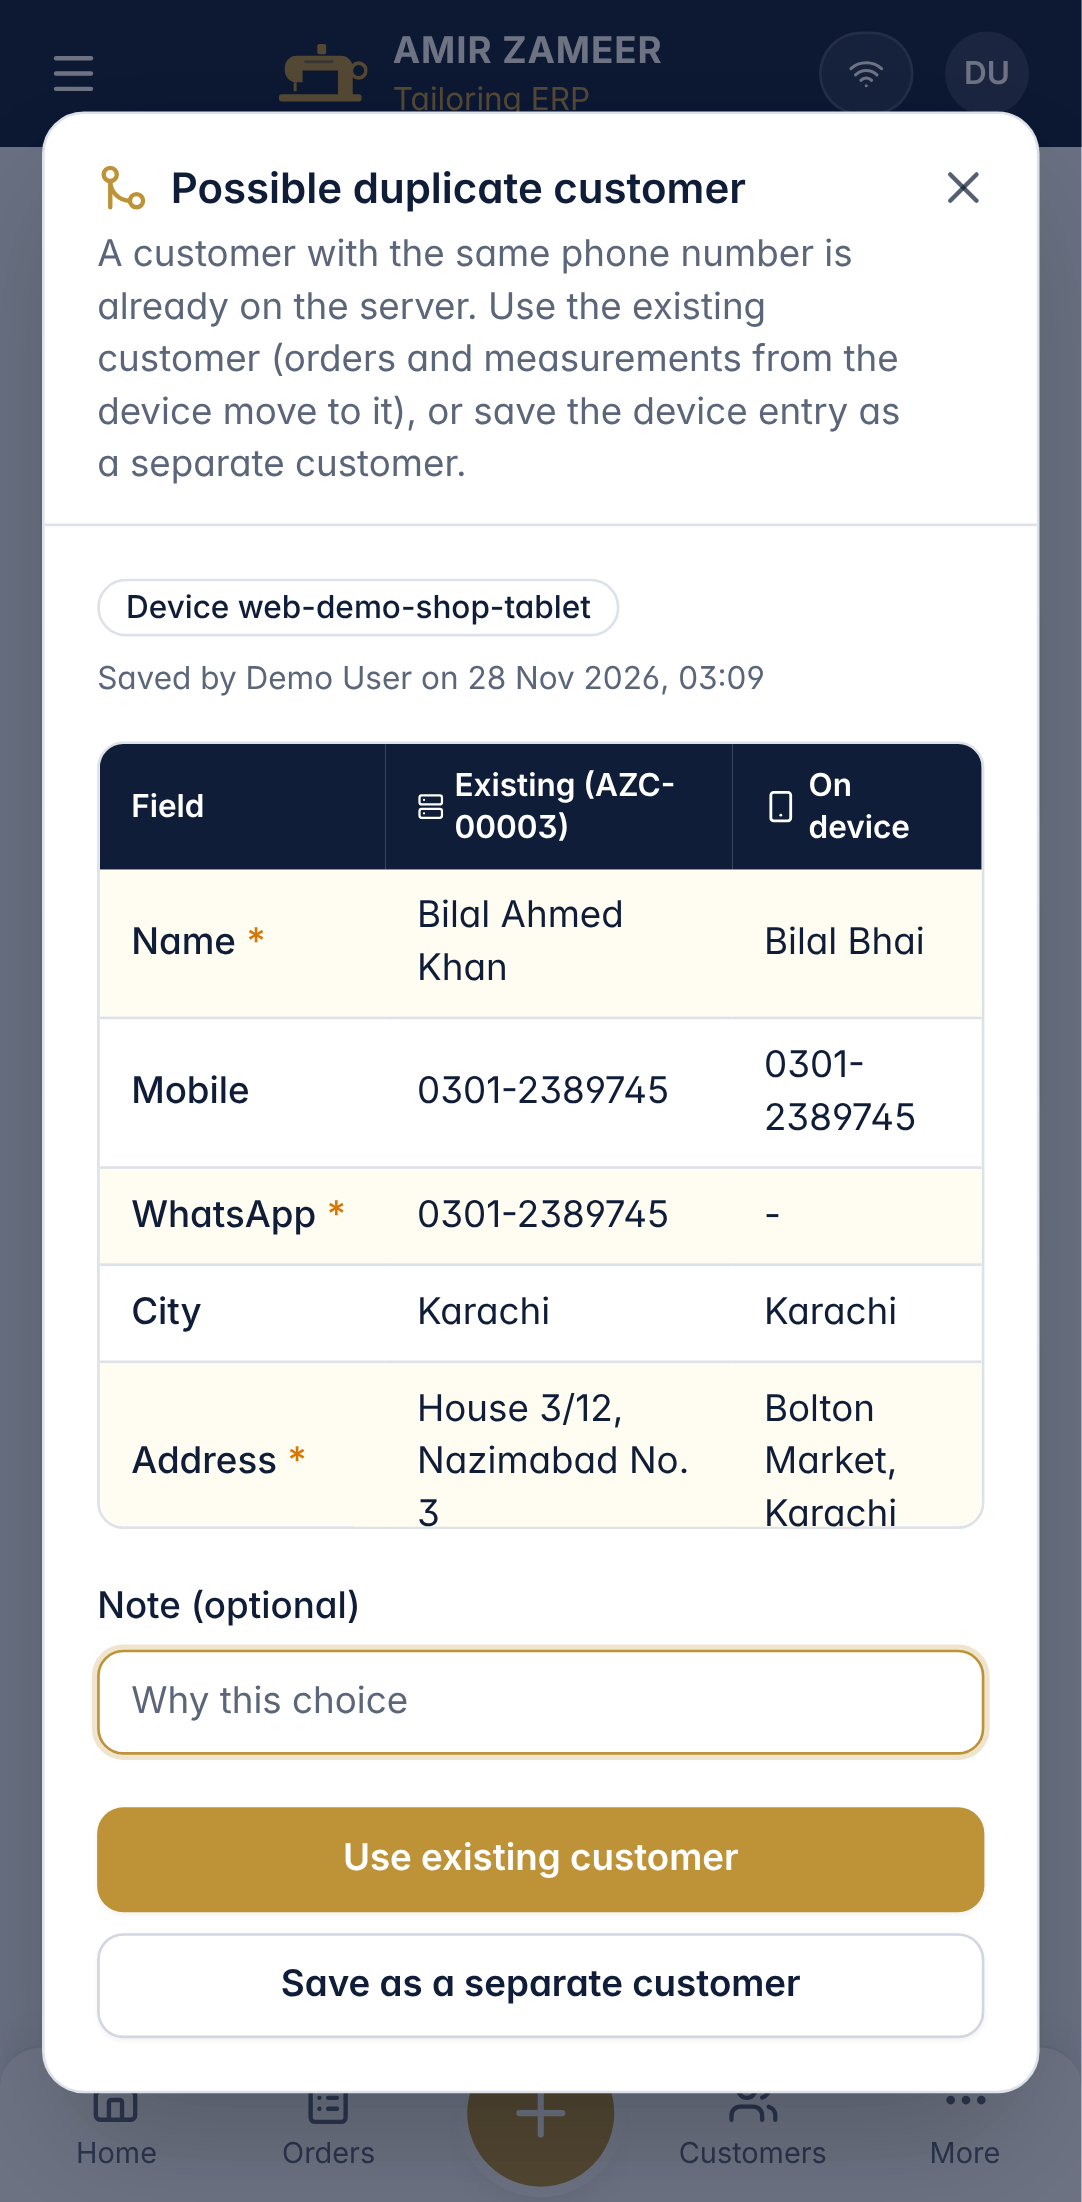 AMIR ZAMEER
Tailoring ERP
DU
Possible duplicate customer
A customer with the same phone number is
already on the server. Use the existing
customer (orders and measurements from the
device move to it), or save the device entry as
a separate customer.
Device web-demo-shop-tablet
Saved by Demo User on 28 Nov 2026, 03:09
Field
Existing (AZC-
00003)
On
device
Name *
Bilal Ahmed
Khan
Bilal Bhai
Mobile
0301-2389745
0301-
2389745
WhatsApp *
0301-2389745
-
City
Karachi
Karachi
Address *
House 3/12,
Nazimabad No.
3
Bolton
Market,
Karachi
Note (optional)
Why this choice
Use existing customer
Save as a separate customer
Home
Orders
Customers
More